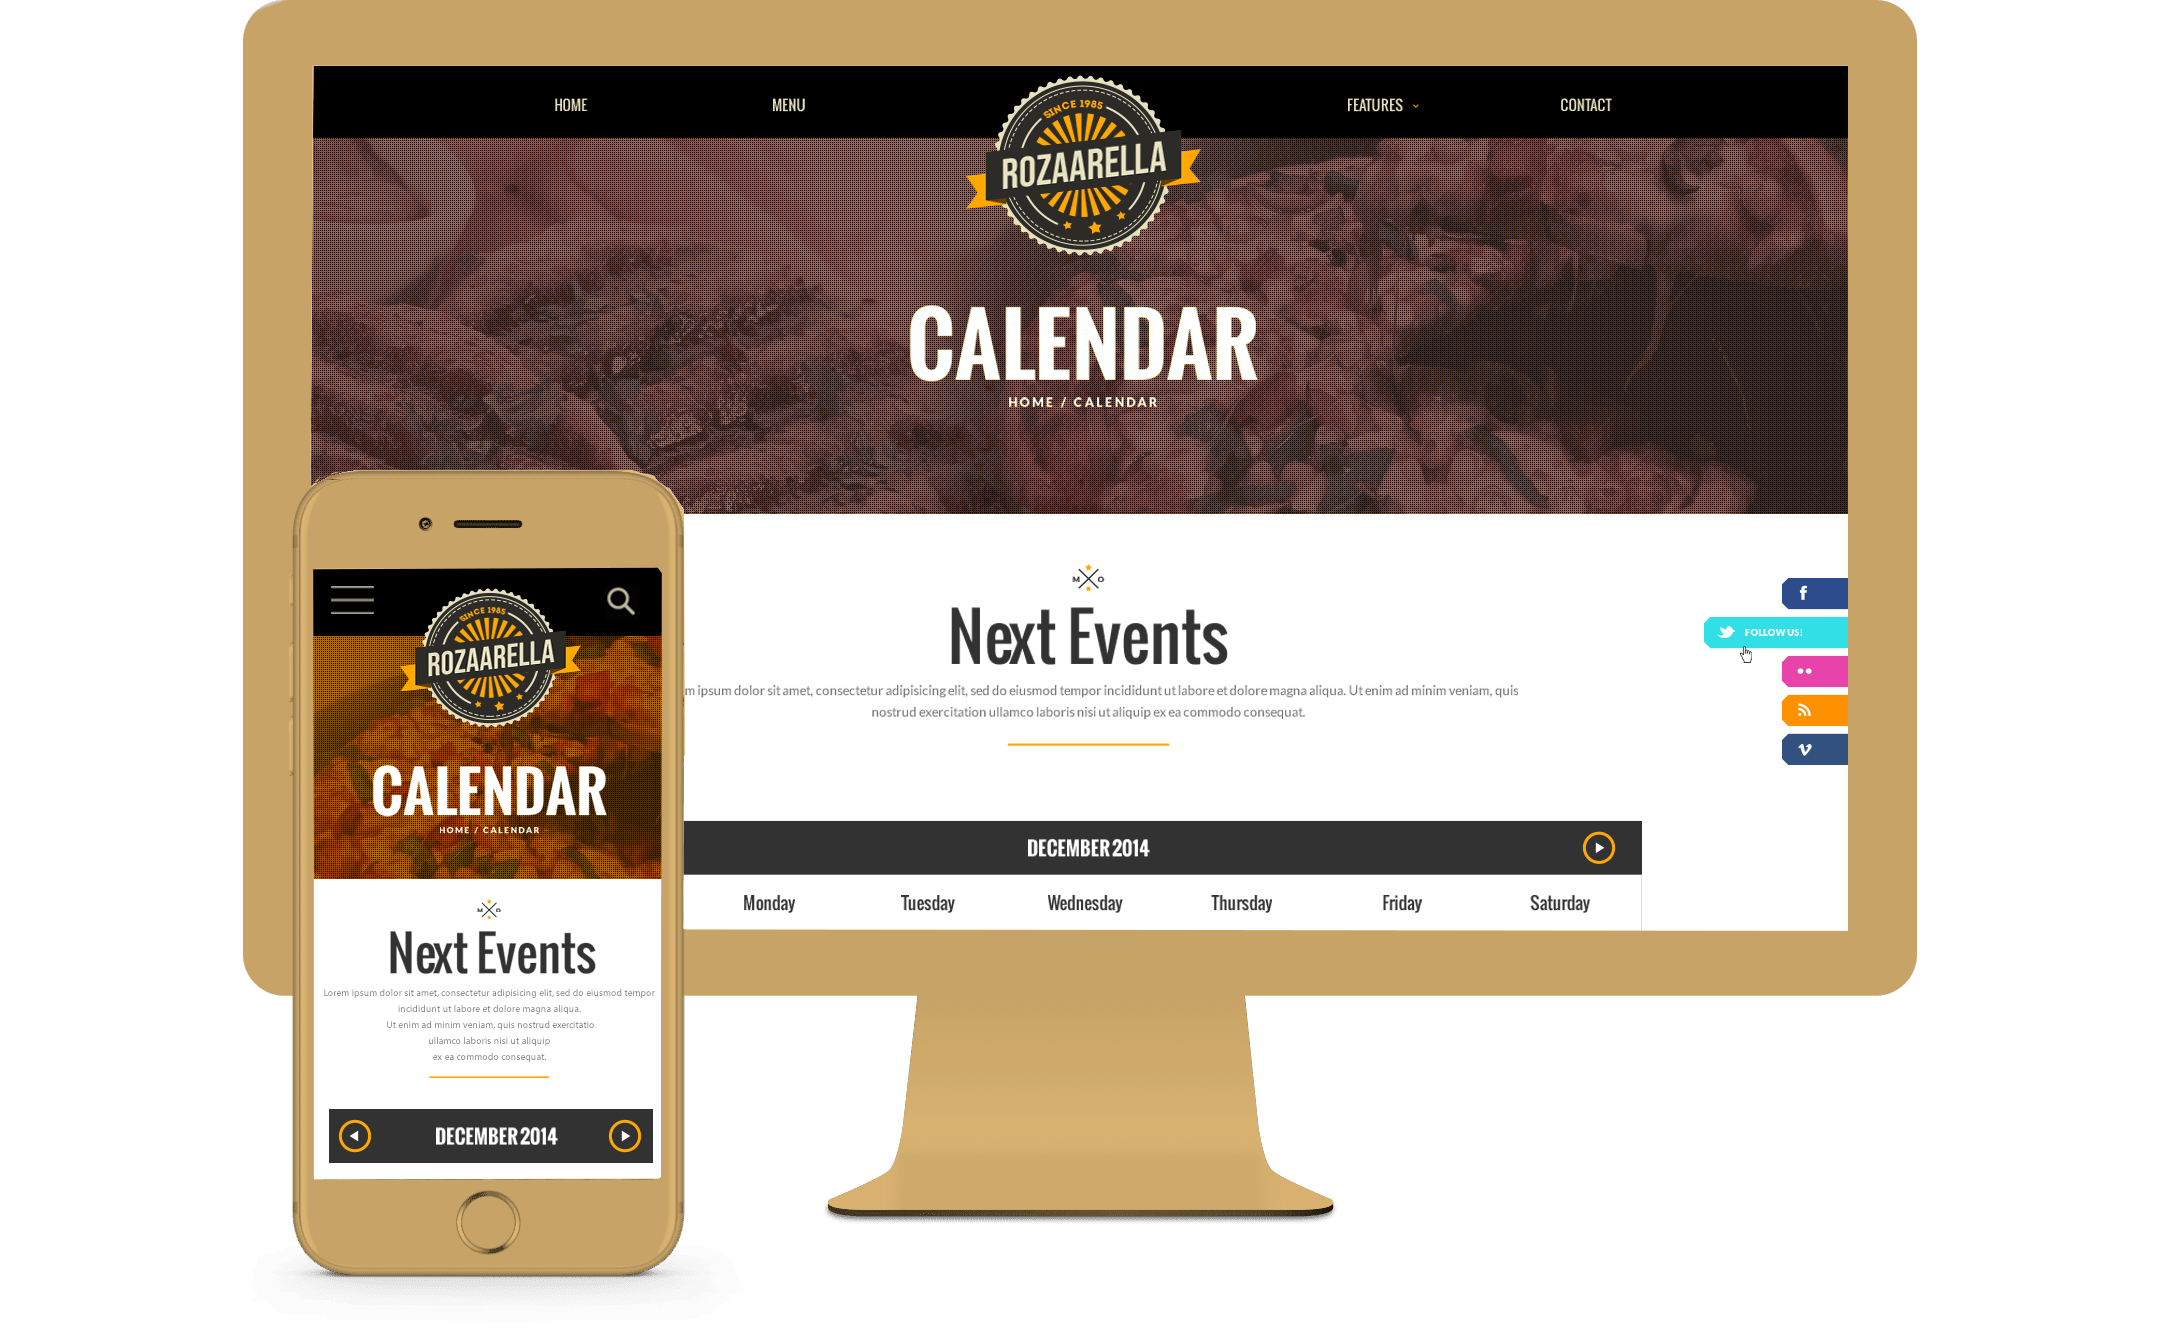 HOME MENU FEATURES CONTACT
SINCE 1985
ROZAARELLA
CALENDAR
HOME / CALENDAR
M O
Next Events
m ipsum dolor sit amet, consectetur adipisicing elit, sed do eiusmod tempor incididunt ut labore et dolore magna aliqua. Ut enim ad minim veniam, quis
nostrud exercitation ullamco laboris nisi ut aliquip ex ea commodo consequat.
f
FOLLOW US!
DECEMBER 2014
Monday Tuesday Wednesday Thursday Friday Saturday
SINCE 1985
ROZAARELLA
CALENDAR
HOME / CALENDAR
M O
Next Events
Lorem ipsum dolor sit amet, consectetur adipisicing elit, sed do eiusmod tempor
incididunt ut labore et dolore magna aliqua.
Ut enim ad minim veniam, quis nostrud exercitatio
ullamco laboris nisi ut aliquip
ex ea commodo consequat.
DECEMBER 2014